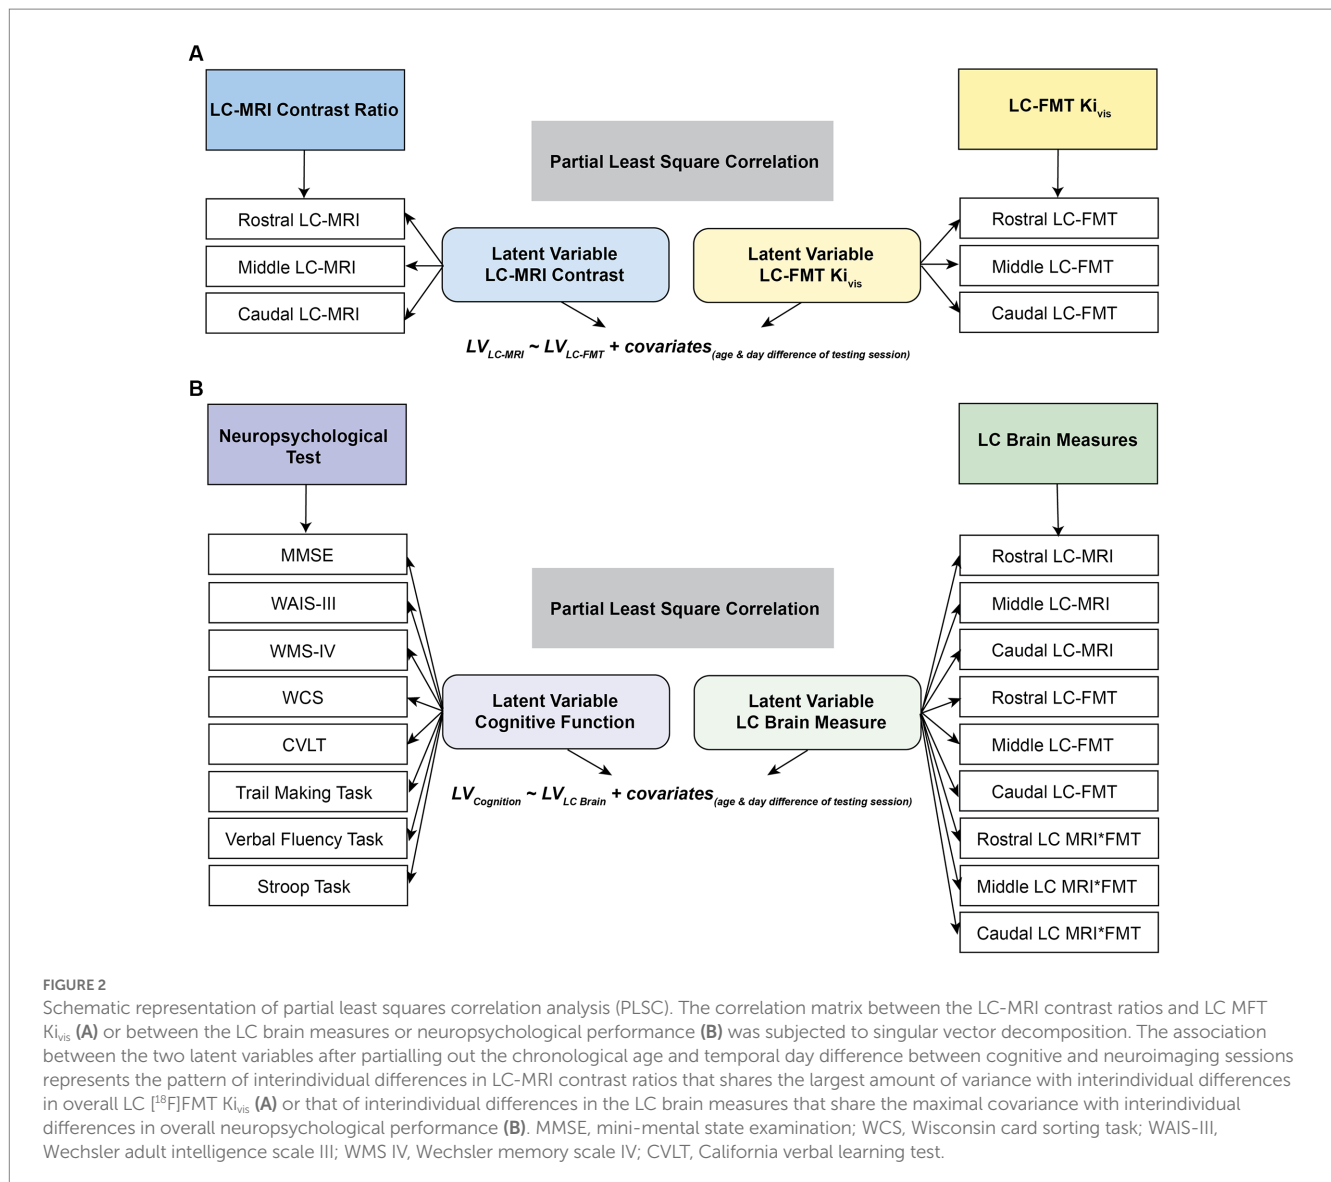 A
LC-MRI Contrast Ratio
LC-FMT Kivis
Partial Least Square Correlation
Rostral LC-MRI
Middle LC-MRI
Caudal LC-MRI
Latent Variable
LC-MRI Contrast
Latent Variable
LC-FMT Kivis
Rostral LC-FMT
Middle LC-FMT
Caudal LC-FMT
LVLC-MRI ~ LVLC-FMT + covariates(age & day difference of testing session)
B
Neuropsychological
Test
LC Brain Measures
Partial Least Square Correlation
MMSE
WAIS-III
WMS-IV
WCS
CVLT
Trail Making Task
Verbal Fluency Task
Stroop Task
Latent Variable
Cognitive Function
Latent Variable
LC Brain Measure
LVCognition ~ LVLC Brain + covariates(age & day difference of testing session)
Rostral LC-MRI
Middle LC-MRI
Caudal LC-MRI
Rostral LC-FMT
Middle LC-FMT
Caudal LC-FMT
Rostral LC MRI*FMT
Middle LC MRI*FMT
Caudal LC MRI*FMT
FIGURE 2
Schematic representation of partial least squares correlation analysis (PLSC). The correlation matrix between the LC-MRI contrast ratios and LC MFT
Kivis (A) or between the LC brain measures or neuropsychological performance (B) was subjected to singular vector decomposition. The association
between the two latent variables after partialling out the chronological age and temporal day difference between cognitive and neuroimaging sessions
represents the pattern of interindividual differences in LC-MRI contrast ratios that shares the largest amount of variance with interindividual differences
in overall LC [18F]FMT Kivis (A) or that of interindividual differences in the LC brain measures that share the maximal covariance with interindividual
differences in overall neuropsychological performance (B). MMSE, mini-mental state examination; WCS, Wisconsin card sorting task; WAIS-III,
Wechsler adult intelligence scale III; WMS IV, Wechsler memory scale IV; CVLT, California verbal learning test.